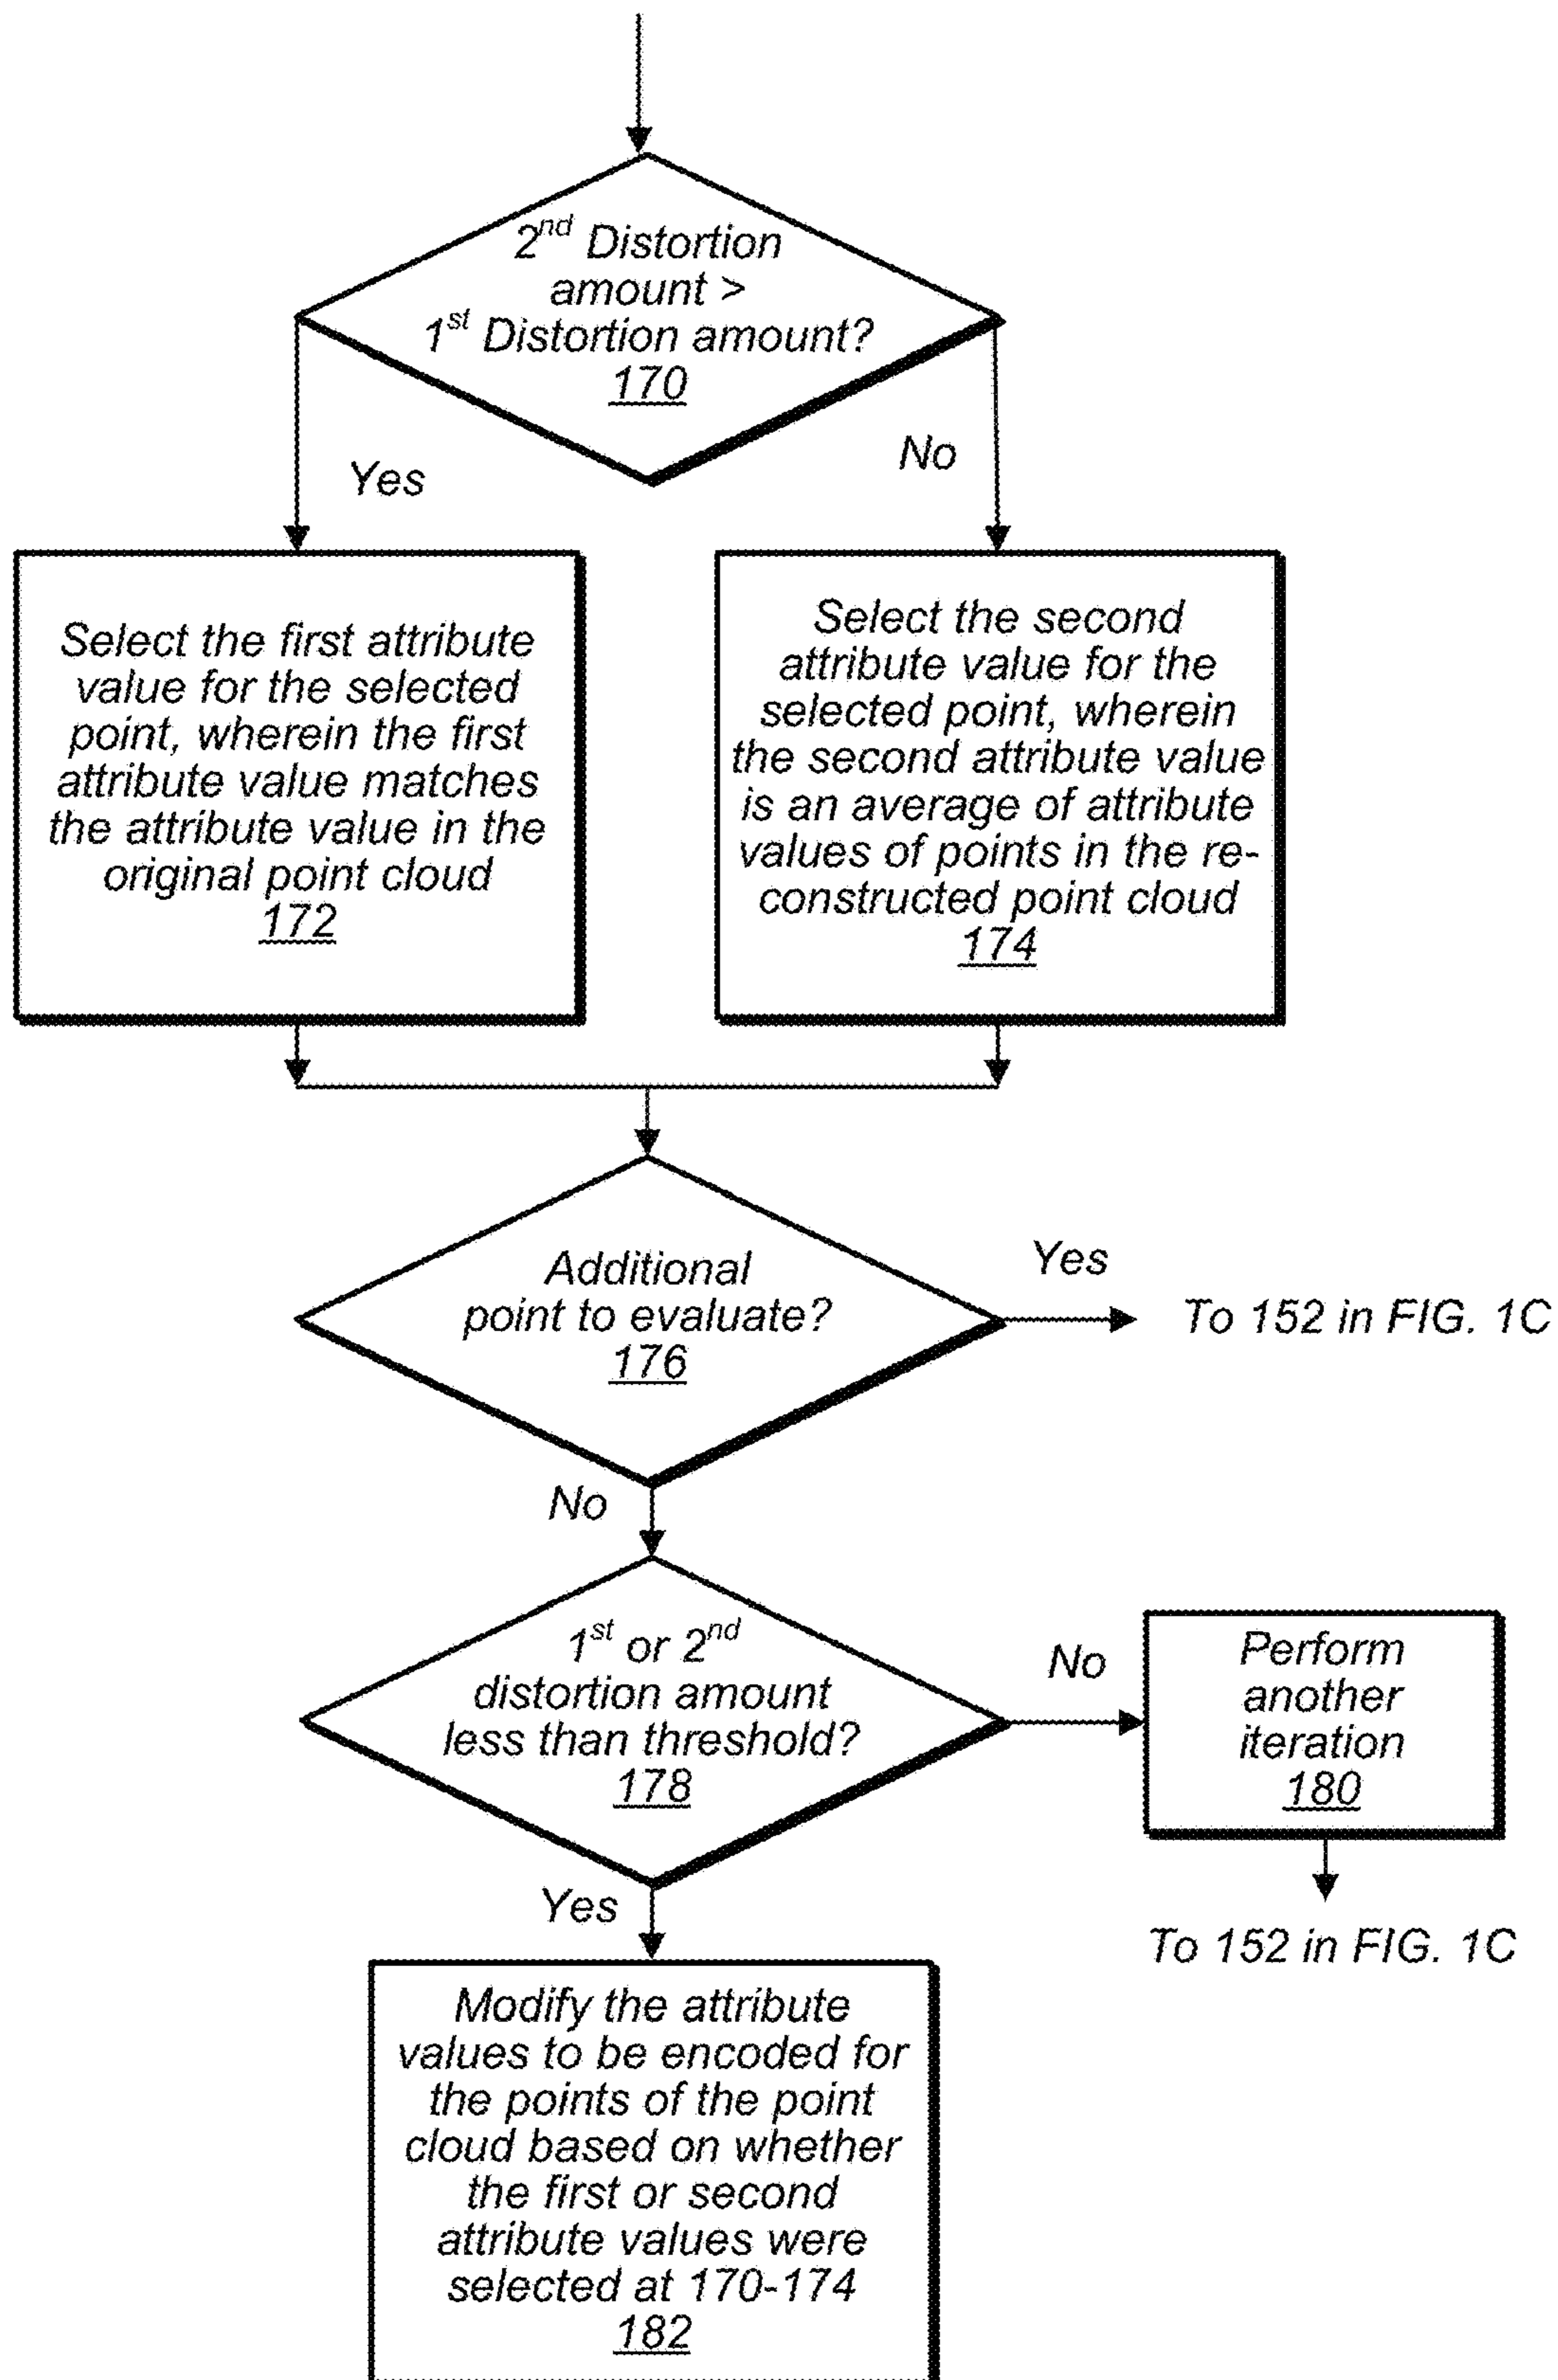 2nd Distortion
amount >
1st Distortion amount?
170
Yes
No
Select the first attribute
value for the selected
point, wherein the first
attribute value matches
the attribute value in the
original point cloud
172
Select the second
attribute value for the
selected point, wherein
the second attribute value
is an average of attribute
values of points in the re-
constructed point cloud
174
Additional
point to evaluate?
176
Yes
To 152 in FIG. 1C
No
1st or 2nd
distortion amount
less than threshold?
178
No
Perform
another
iteration
180
To 152 in FIG. 1C
Yes
Modify the attribute
values to be encoded for
the points of the point
cloud based on whether
the first or second
attribute values were
selected at 170-174
182